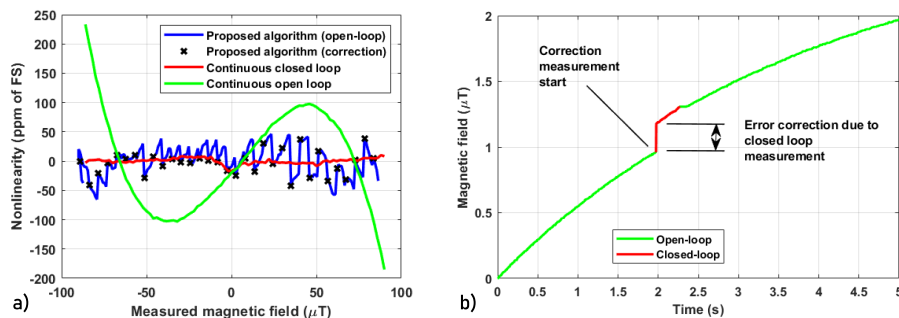 250
200
150
100
50
0
-50
-100
-150
-200
Nonlinearity (ppm of FS)
Proposed algorithm (open-loop)
Proposed algorithm (correction)
Continuous closed loop
Continuous open loop
-100
-50
0
50
100
Measured magnetic field (μT)
a)
2
1.5
1
0.5
0
Magnetic field (μT)
Correction
measurement
start
Error correction due to
closed loop
measurement
Open-loop
Closed-loop
0
0.5
1
1.5
2
2.5
3
3.5
4
4.5
5
Time (s)
b)